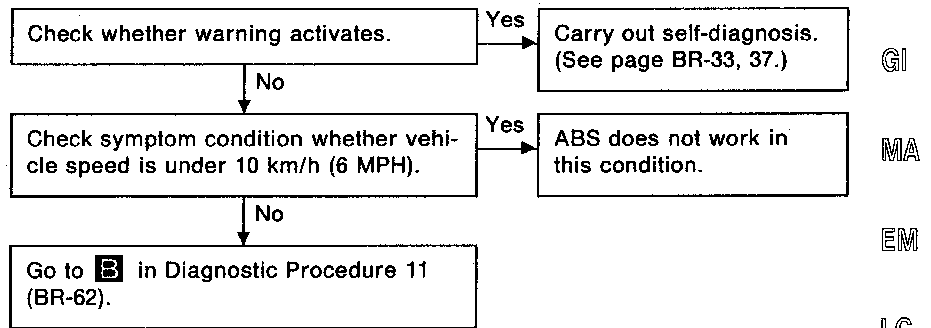 Check whether warning activates.
Yes
Carry out self-diagnosis.
(See page BR-33, 37.)
GI
No
Check symptom condition whether vehi-
cle speed is under 10 km/h (6 MPH).
Yes
ABS does not work in
this condition.
MA
No
EM
Go to B in Diagnostic Procedure 11
(BR-62).